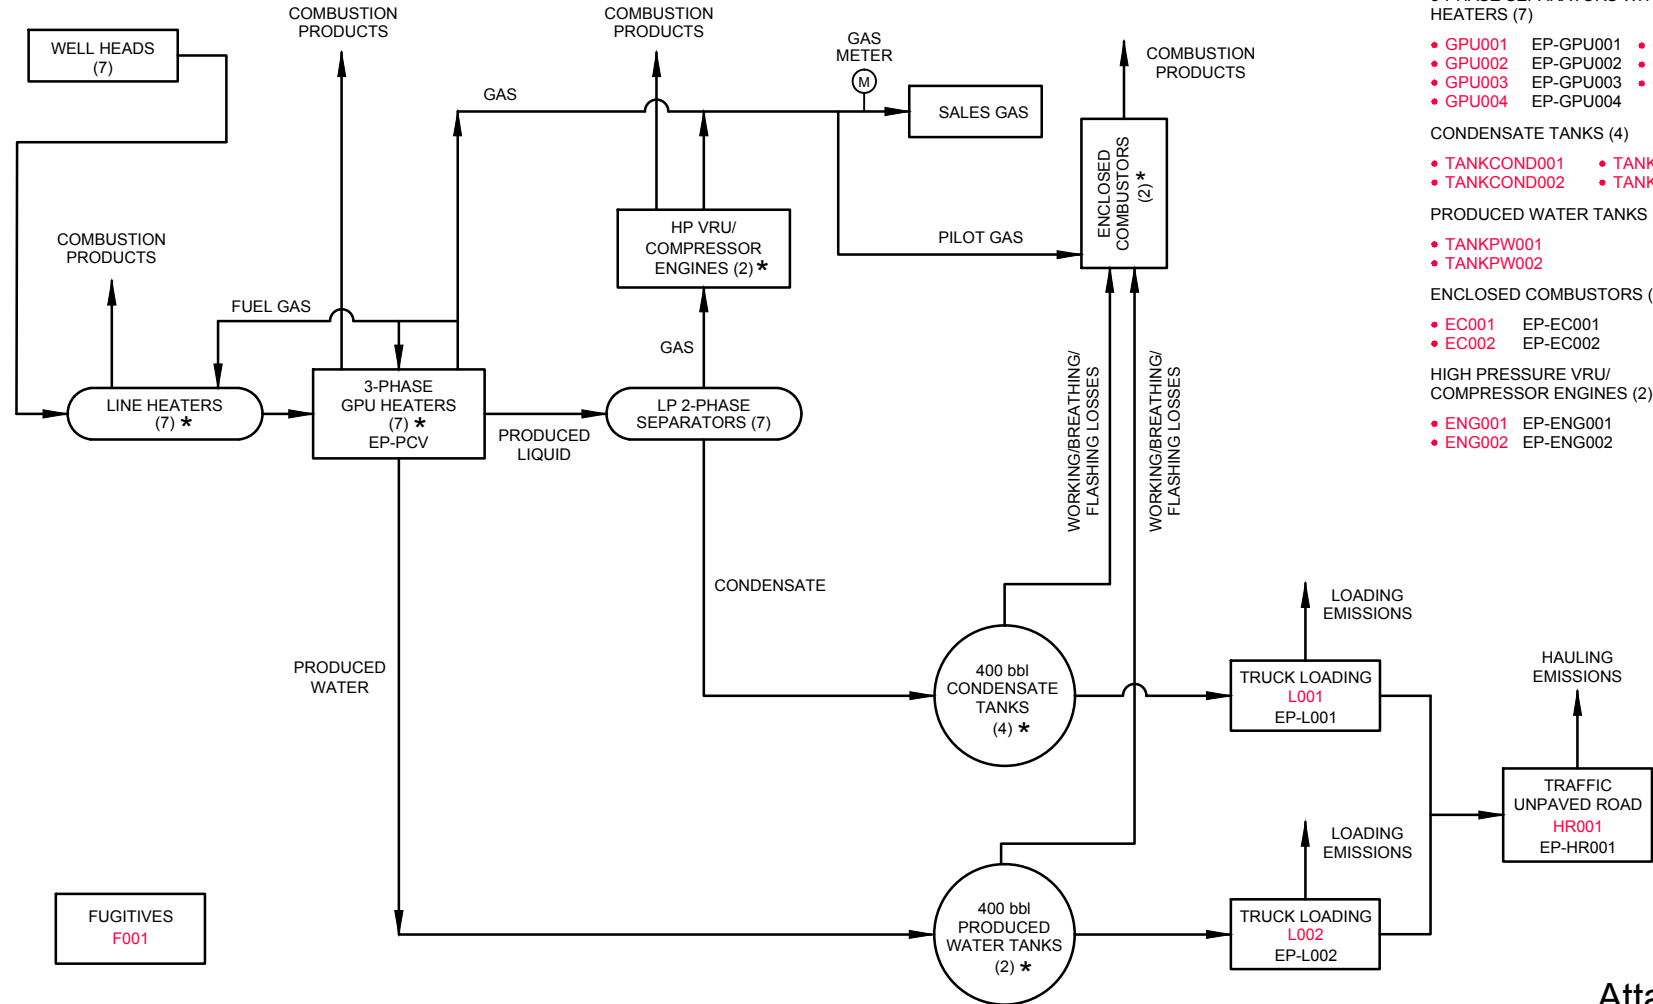 COMBUSTION
PRODUCTS
COMBUSTION
PRODUCTS
WELL HEADS
(7)
GAS
METER
M
COMBUSTION
PRODUCTS
GAS
SALES GAS
ENCLOSED
COMBUSTORS
(2) *
HP VRU/
COMPRESSOR
ENGINES (2) *
PILOT GAS
COMBUSTION
PRODUCTS
FUEL GAS
GAS
LINE HEATERS
(7) *
3-PHASE
GPU HEATERS
(7) *
EP-PCV
PRODUCED
LIQUID
LP 2-PHASE
SEPARATORS (7)
WORKING/BREATHING/
FLASHING LOSSES
WORKING/BREATHING/
FLASHING LOSSES
CONDENSATE
PRODUCED
WATER
400 bbl
CONDENSATE
TANKS
(4) *
LOADING
EMISSIONS
TRUCK LOADING
L001
EP-L001
HAULING
EMISSIONS
TRAFFIC
UNPAVED ROAD
HR001
EP-HR001
LOADING
EMISSIONS
400 bbl
PRODUCED
WATER TANKS
(2) *
TRUCK LOADING
L002
EP-L002
FUGITIVES
F001
HEATERS (7)
• GPU001 EP-GPU001 •
• GPU002 EP-GPU002 •
• GPU003 EP-GPU003 •
• GPU004 EP-GPU004
CONDENSATE TANKS (4)
• TANKCOND001 • TANK
• TANKCOND002 • TANK
PRODUCED WATER TANKS
• TANKPW001
• TANKPW002
ENCLOSED COMBUSTORS (
• EC001 EP-EC001
• EC002 EP-EC002
HIGH PRESSURE VRU/
COMPRESSOR ENGINES (2)
• ENG001 EP-ENG001
• ENG002 EP-ENG002